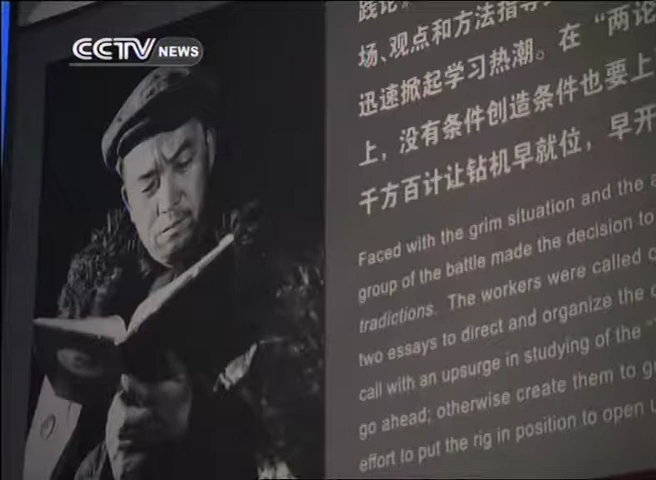 CCTV NEWS
践论》
场、观点和方法指导
迅速掀起学习热潮。在“两论
上，没有条件创造条件也要上
千方百计让钻机早就位，早开
Faced with the grim situation and the
group of the battle made the decision to
traditions. The workers were called
two essays to direct and organize the
call with an upsurge in studying of the "
go ahead; otherwise create them to
effort to put the rig in position to open